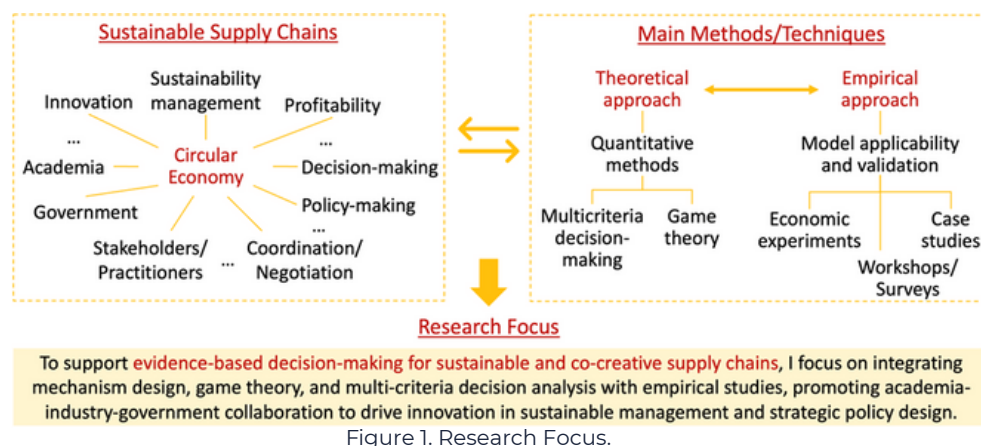 Sustainable Supply Chains
Sustainability
management
Innovation
Profitability
...
...
Circular
Economy
Academia
Decision-making
Government
Policy-making
...
Stakeholders/
Practitioners
...
Coordination/
Negotiation
Main Methods/Techniques
Theoretical
approach
Empirical
approach
Quantitative
methods
Model applicability
and validation
Multicriteria
decision-
making
Game
theory
Economic
experiments
Case
studies
Workshops/
Surveys
Research Focus
To support evidence-based decision-making for sustainable and co-creative supply chains, I focus on integrating
mechanism design, game theory, and multi-criteria decision analysis with empirical studies, promoting academia-
industry-government collaboration to drive innovation in sustainable management and strategic policy design.
Figure 1. Research Focus.